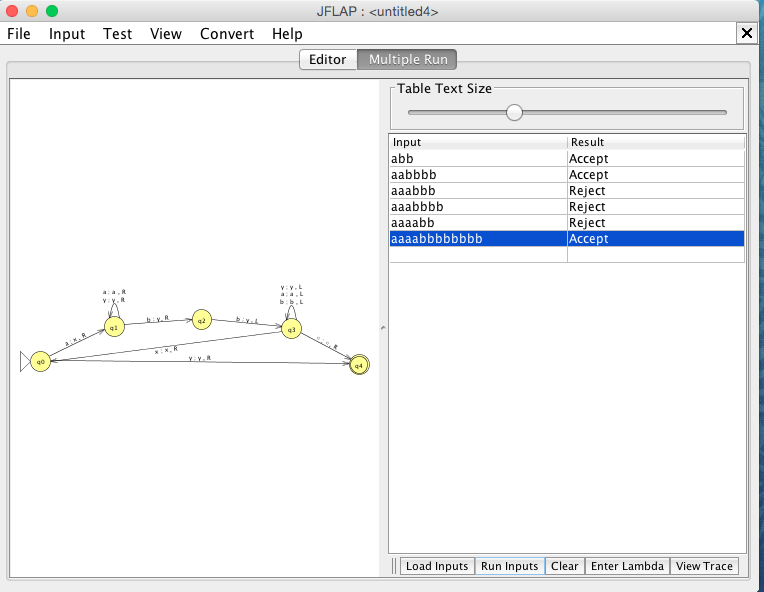 JFLAP : <untitled4>
File Input Test View Convert Help
Editor Multiple Run
Table Text Size
Input Result
abb Accept
aabbbb Accept
aaabbb Reject
aaabbbb Reject
aaaabb Reject
aaaabbbbbbbb Accept
y ; y , L
a ; a , L
b ; b , L
a ; a , R
y ; y , R
q1
b ; y , R
q2
b ; y , L
q3
a ; x , R
x ; x , R
q0
y ; y , R
q4
Load Inputs Run Inputs Clear Enter Lambda View Trace